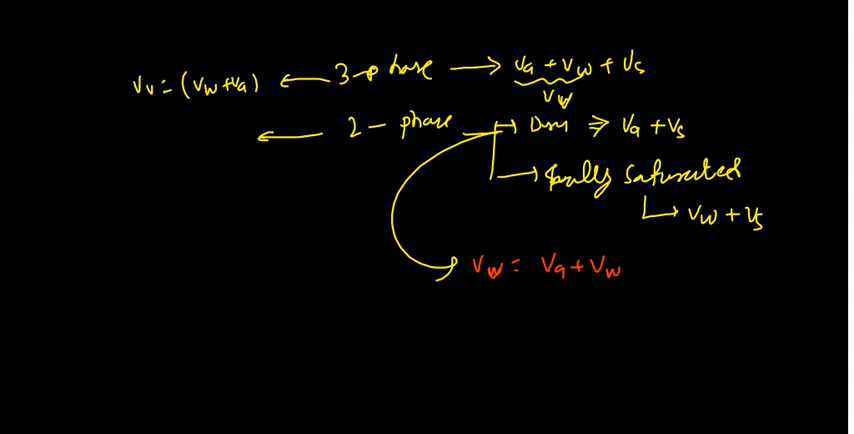 Vv = (Vw+Va) ← 3-phase → Va + Vw + Vs
Vv
2 - phase → Dry ⇒ Va + Vs
→ fully saturated
→ Vw + Vs
Vv = Va + Vw